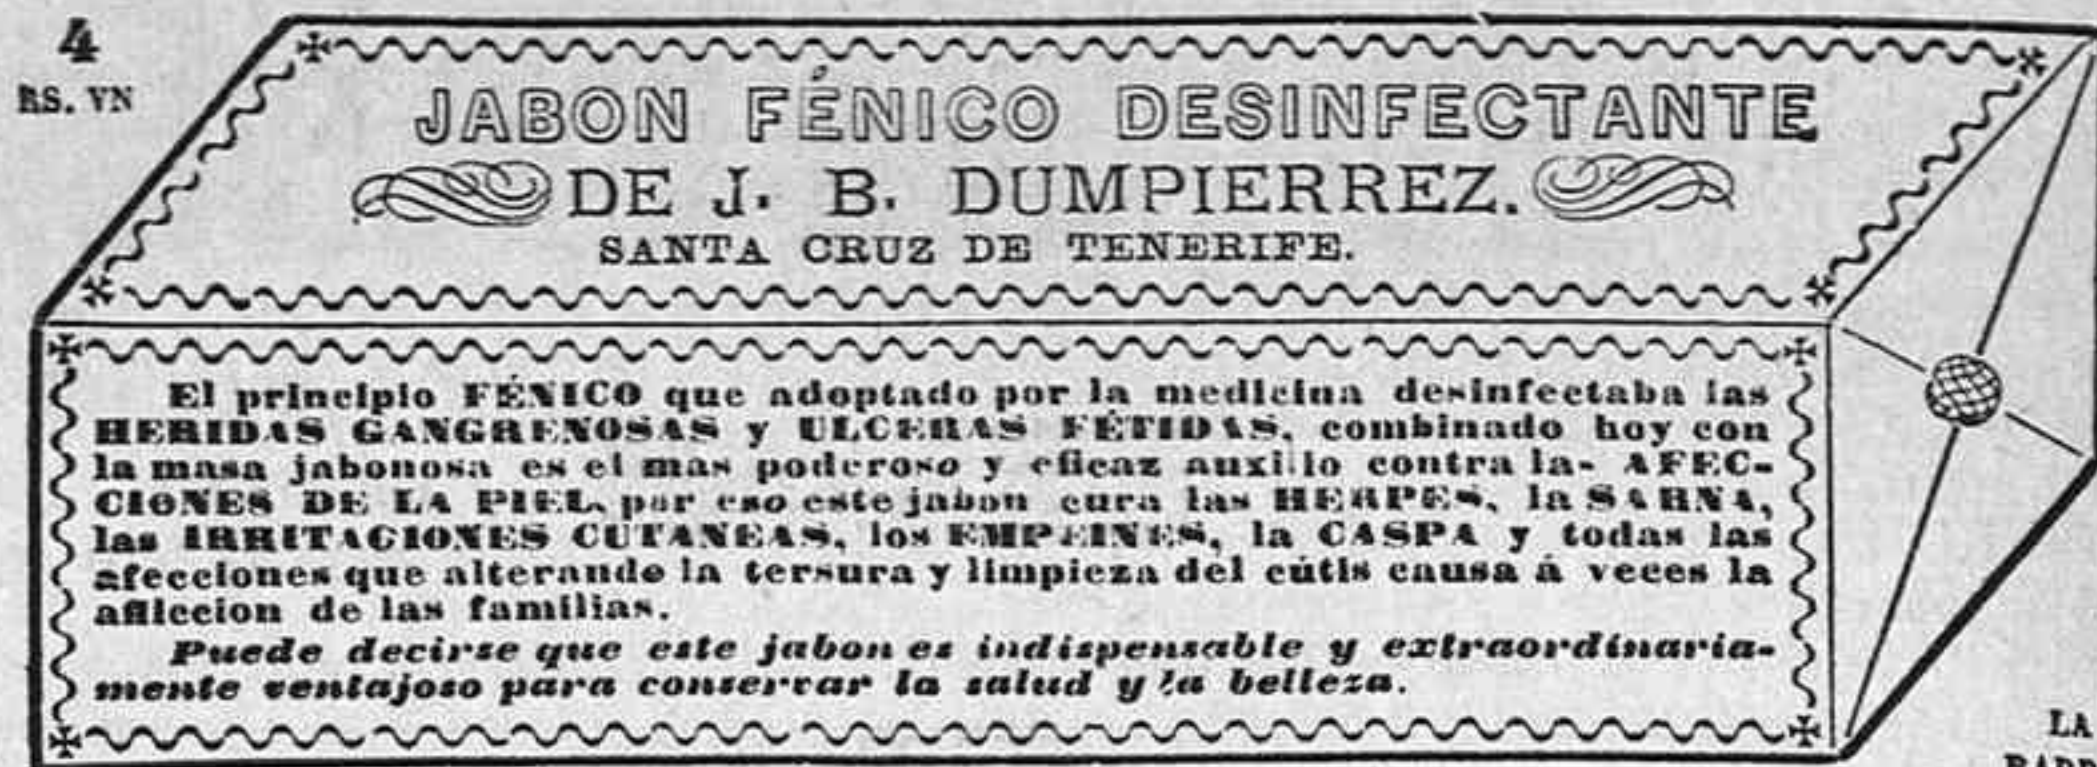 4
RS. VN
JABON FÉNICO DESINFECTANTE
DE J. B. DUMPIERREZ.
SANTA CRUZ DE TENERIFE.
El principio FÉNICO que adoptado por la medicina desinfectaba las
HERIDAS GANGRENOSAS y ULCERAS FÉTIDAS, combinado hoy con
la masa jabonosa es el mas poderoso y eficaz auxilio contra la- AFEC-
CIONES DE LA PIEL, por eso este jabon cura las HERPES, la SARNA,
las IRRITACIONES CUTANEAS, los EMPEINES, la CASPA y todas las
afecciones que alterando la tersura y limpieza del cútis causa á veces la
afliccion de las familias.
Puede decirse que este jabon es indispensable y extraordinaria-
mente ventajoso para conservar la salud y la belleza.
LA